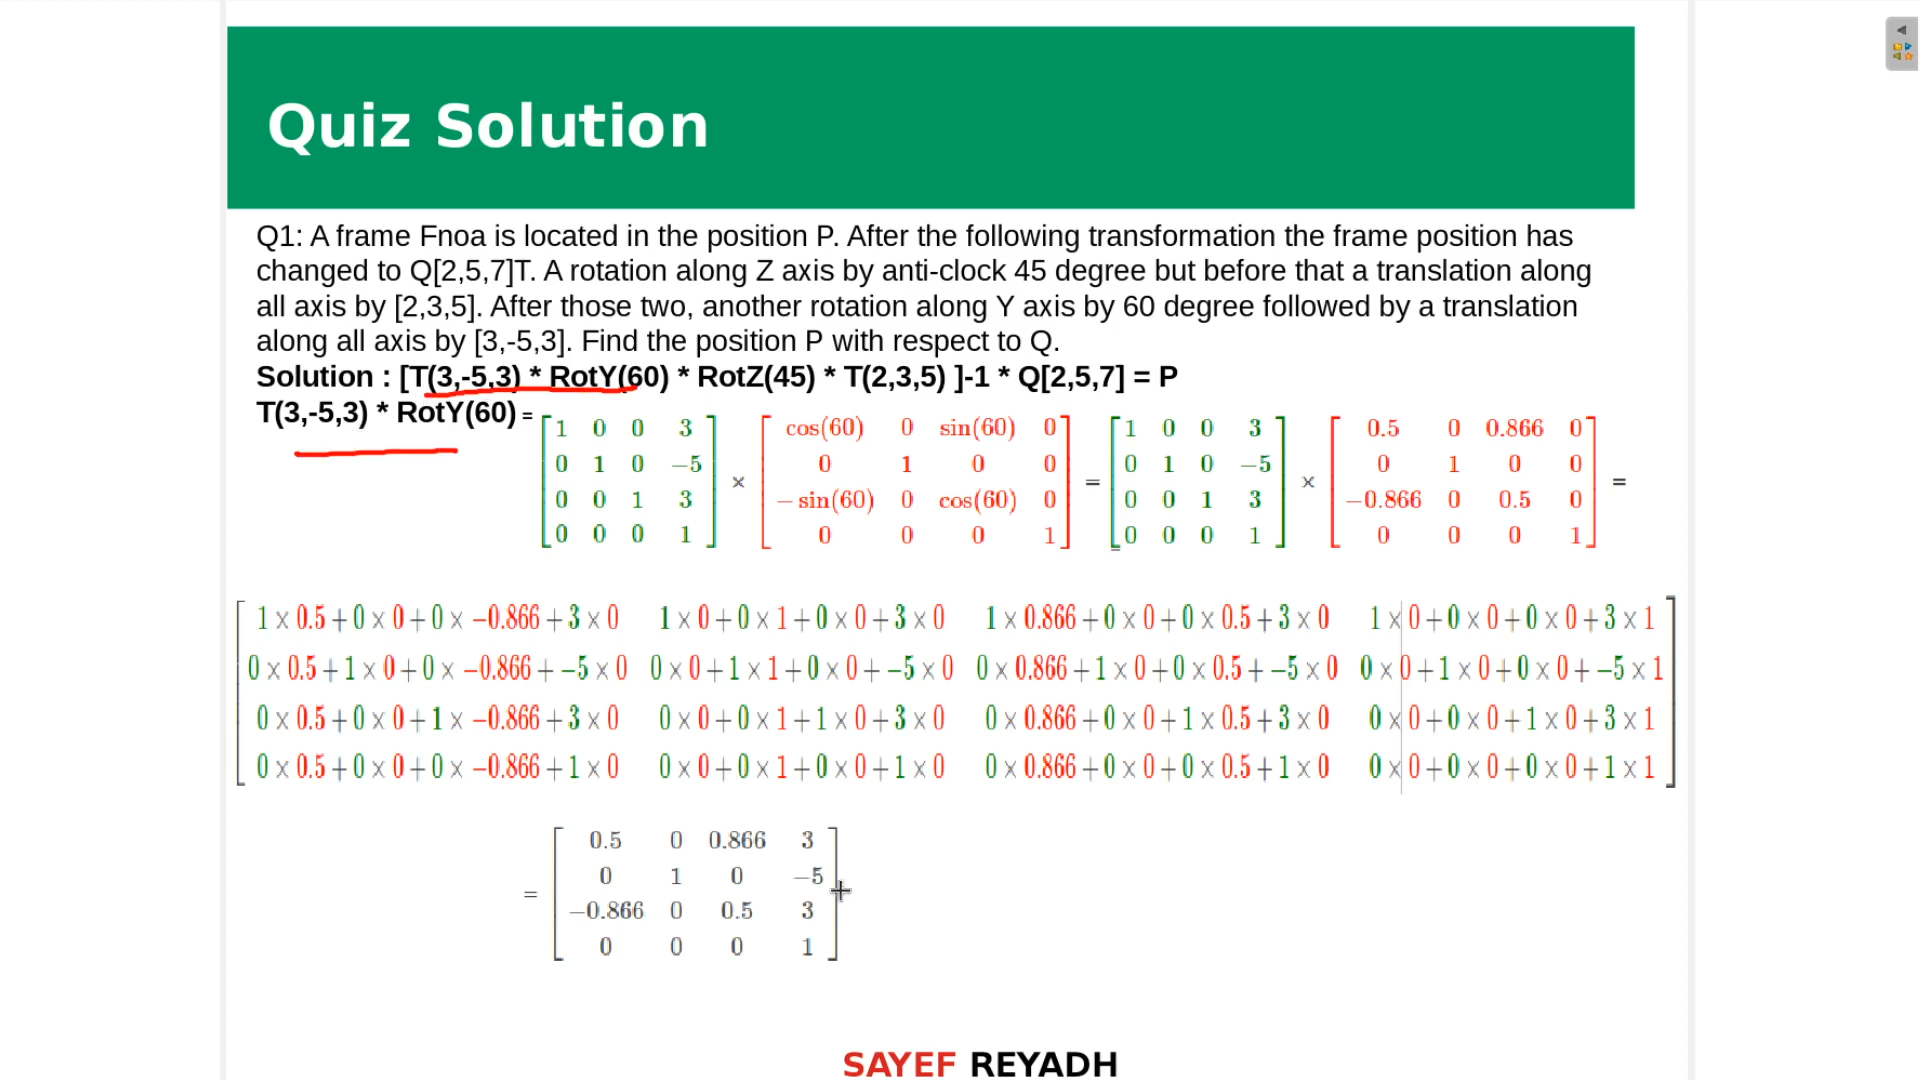 Quiz Solution
Q1: A frame Fnoa is located in the position P. After the following transformation the frame position has
changed to Q[2,5,7]T. A rotation along Z axis by anti-clock 45 degree but before that a translation along
all axis by [2,3,5]. After those two, another rotation along Y axis by 60 degree followed by a translation
along all axis by [3,-5,3]. Find the position P with respect to Q.
Solution : [T(3,-5,3) * RotY(60) * RotZ(45) * T(2,3,5) ]-1 * Q[2,5,7] = P
T(3,-5,3) * RotY(60) =
1 0 0 3 cos(60) 0 sin(60) 0 1 0 0 3 0.5 0 0.866 0
0 1 0 −5 0 1 0 0 0 1 0 −5 0 1 0 0
× = × =
0 0 1 3 − sin(60) 0 cos(60) 0 0 0 1 3 −0.866 0 0.5 0
0 0 0 1 0 0 0 1 0 0 0 1 0 0 0 1
1 × 0.5 + 0 × 0 + 0 × −0.866 + 3 × 0 1 × 0 + 0 × 1 + 0 × 0 + 3 × 0 1 × 0.866 + 0 × 0 + 0 × 0.5 + 3 × 0 1 × 0 + 0 × 0 + 0 × 0 + 3 × 1
0 × 0.5 + 1 × 0 + 0 × −0.866 + −5 × 0 0 × 0 + 1 × 1 + 0 × 0 + −5 × 0 0 × 0.866 + 1 × 0 + 0 × 0.5 + −5 × 0 0 × 0 + 1 × 0 + 0 × 0 + −5 × 1
0 × 0.5 + 0 × 0 + 1 × −0.866 + 3 × 0 0 × 0 + 0 × 1 + 1 × 0 + 3 × 0 0 × 0.866 + 0 × 0 + 1 × 0.5 + 3 × 0 0 × 0 + 0 × 0 + 1 × 0 + 3 × 1
0 × 0.5 + 0 × 0 + 0 × −0.866 + 1 × 0 0 × 0 + 0 × 1 + 0 × 0 + 1 × 0 0 × 0.866 + 0 × 0 + 0 × 0.5 + 1 × 0 0 × 0 + 0 × 0 + 0 × 0 + 1 × 1
0.5 0 0.866 3
0 1 0 −5
=
−0.866 0 0.5 3
0 0 0 1
SAYEF REYADH